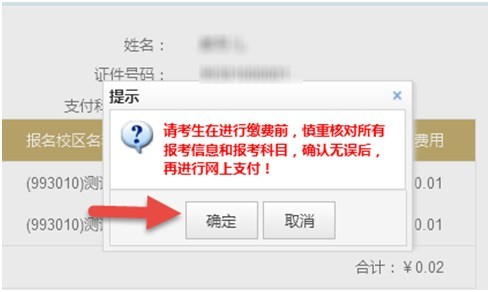 姓名：
证件号码：
支付科
提示
×
请考生在进行缴费前，慎重核对所有
报考信息和报考科目，确认无误后，
再进行网上支付！
报名校区名
费用
(993010)测
0.01
(993010)测
0.01
确定
取消
合计：￥0.02